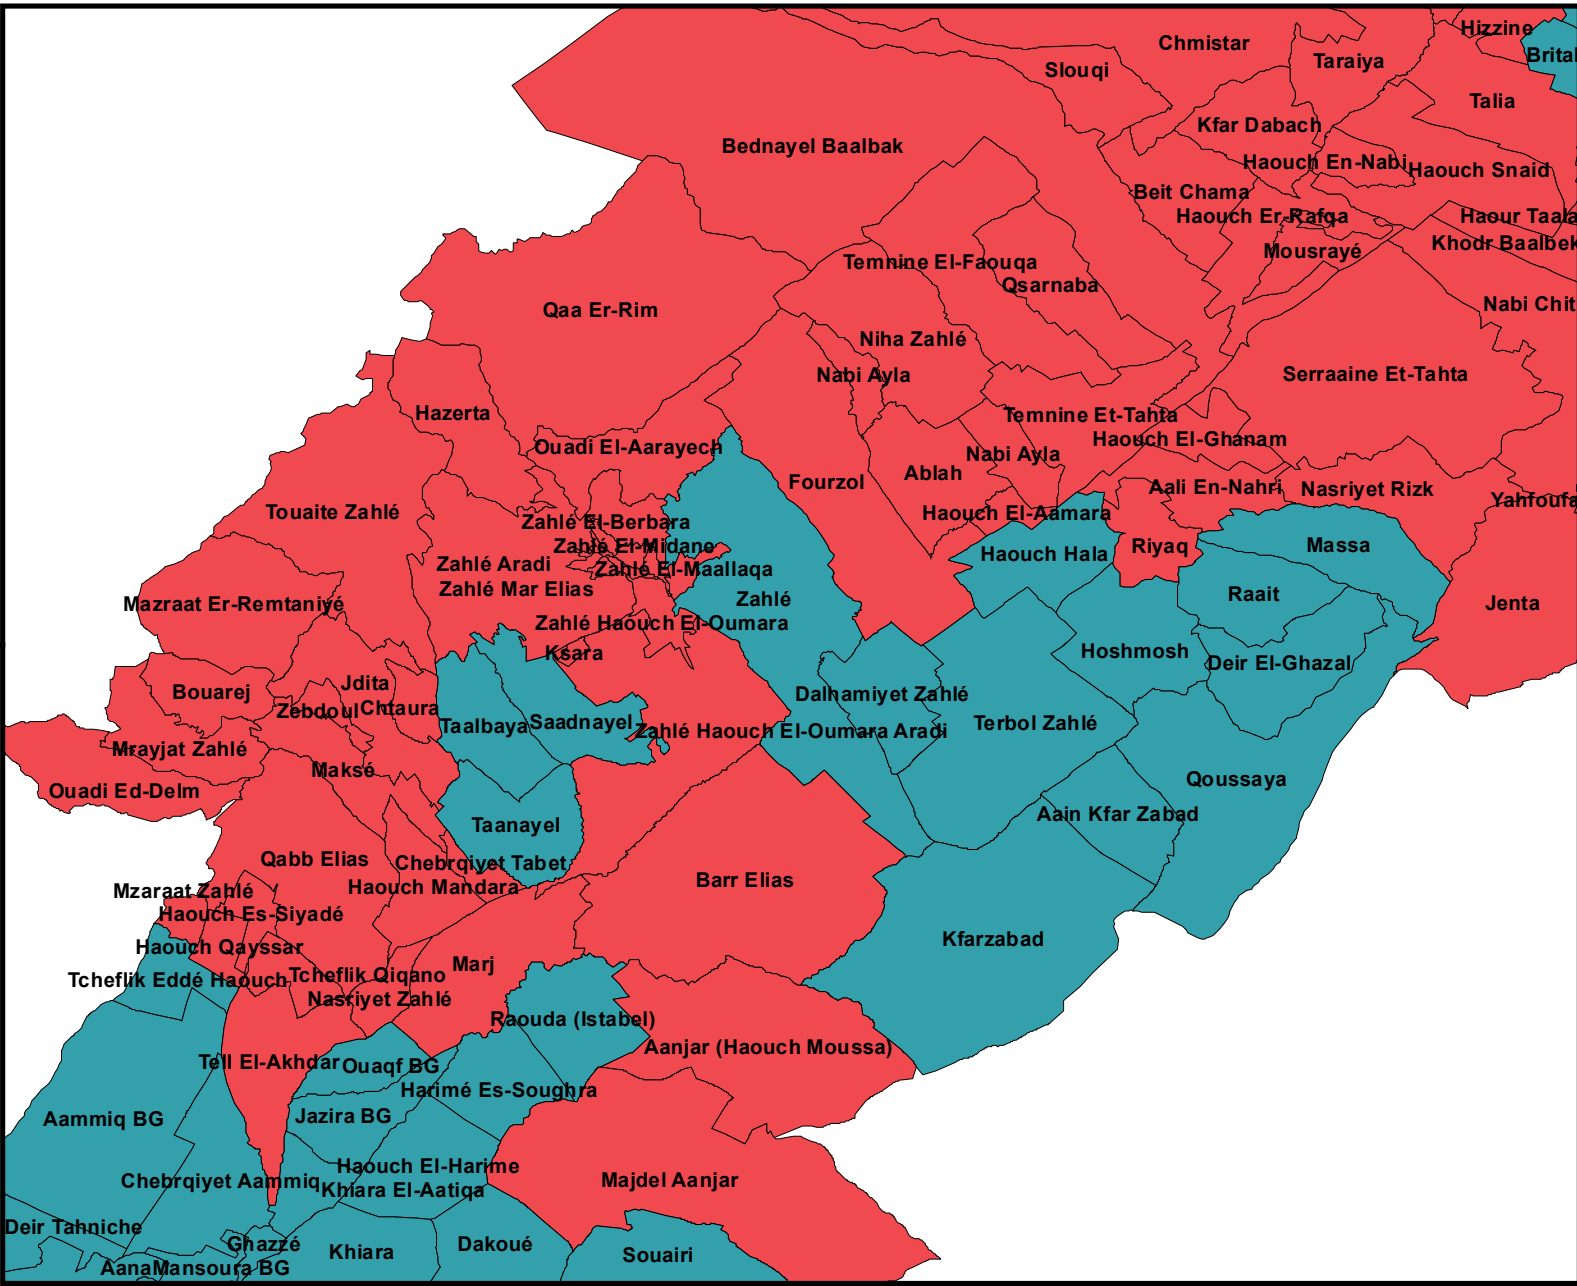 Hizzine
Chmistar
Brital
Taraiya
Slouqi
Talia
Kfar Dabach
Bednayel Baalbak
Haouch En-Nabi
Haouch Snaid
Beit Chama
Haouch Er-Rafqa
Haour Taala
Khodr Baalbek
Mousrayé
Temnine El-Faouqa
Qsarnaba
Nabi Chit
Qaa Er-Rim
Niha Zahlé
Nabi Ayla
Serraaine Et-Tahta
Hazerta
Temnine Et-Tahta
Haouch El-Ghanam
Ouadi El-Aarayech
Nabi Ayla
Ablah
Fourzol
Aali En-Nahri
Nasriyet Rizk
Yahfoufa
Touaite Zahlé
Haouch El-Aamara
Zahlé El-Berbara
Zahlé El-Midane
Riyaq
Massa
Haouch Hala
Zahlé Aradi
Zahlé El-Maallaqa
Zahlé Mar Elias
Raait
Zahlé
Mazraat Er-Remtaniyé
Jenta
Zahlé Haouch El-Oumara
Ksara
Hoshmosh
Deir El-Ghazal
Jdita
Bouarej
Dalhamiyet Zahlé
Zebdoul
Chtaura
Taalbaya
Saadnayel
Terbol Zahlé
Zahlé Haouch El-Oumara Aradi
Mrayjat Zahlé
Maksé
Qoussaya
Ouadi Ed-Delm
Aain Kfar Zabad
Taanayel
Qabb Elias
Chebrqiyet Tabet
Barr Elias
Haouch Mandara
Mzaraat Zahlé
Haouch Es-Siyadé
Kfarzabad
Haouch Qayssar
Marj
Tcheflik Qiqano
Tcheflik Eddé Haouch
Nasriyet Zahlé
Raouda (Istabel)
Aanjar (Haouch Moussa)
Tell El-Akhdar
Ouaqf BG
Harimé Es-Soughra
Jazira BG
Aammiq BG
Haouch El-Harime
Chebrqiyet Aammiq
Khiara El-Aatiqa
Majdel Aanjar
Deir Tahniche
Ghazzé
Dakoué
Khiara
Souairi
Aana
Mansoura BG